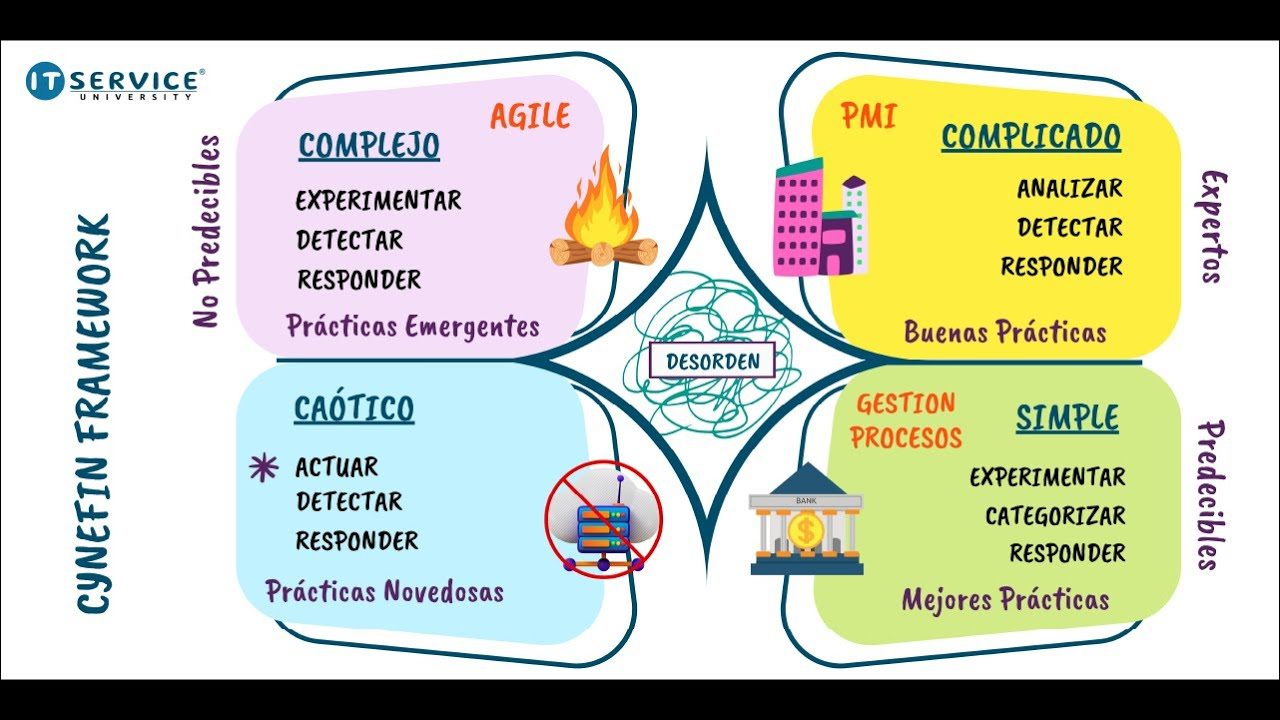 IT SERVICE®
UNIVERSITY
CYNEFIN FRAMEWORK
No Predecibles
AGILE
COMPLEJO
EXPERIMENTAR
DETECTAR
RESPONDER
Prácticas Emergentes
PMI
COMPLICADO
ANALIZAR
DETECTAR
RESPONDER
Buenas Prácticas
Expertos
DESORDEN
CAÓTICO
ACTUAR
DETECTAR
RESPONDER
Prácticas Novedosas
GESTION
PROCESOS
SIMPLE
EXPERIMENTAR
CATEGORIZAR
RESPONDER
BANK
$
Mejores Prácticas
Predecibles